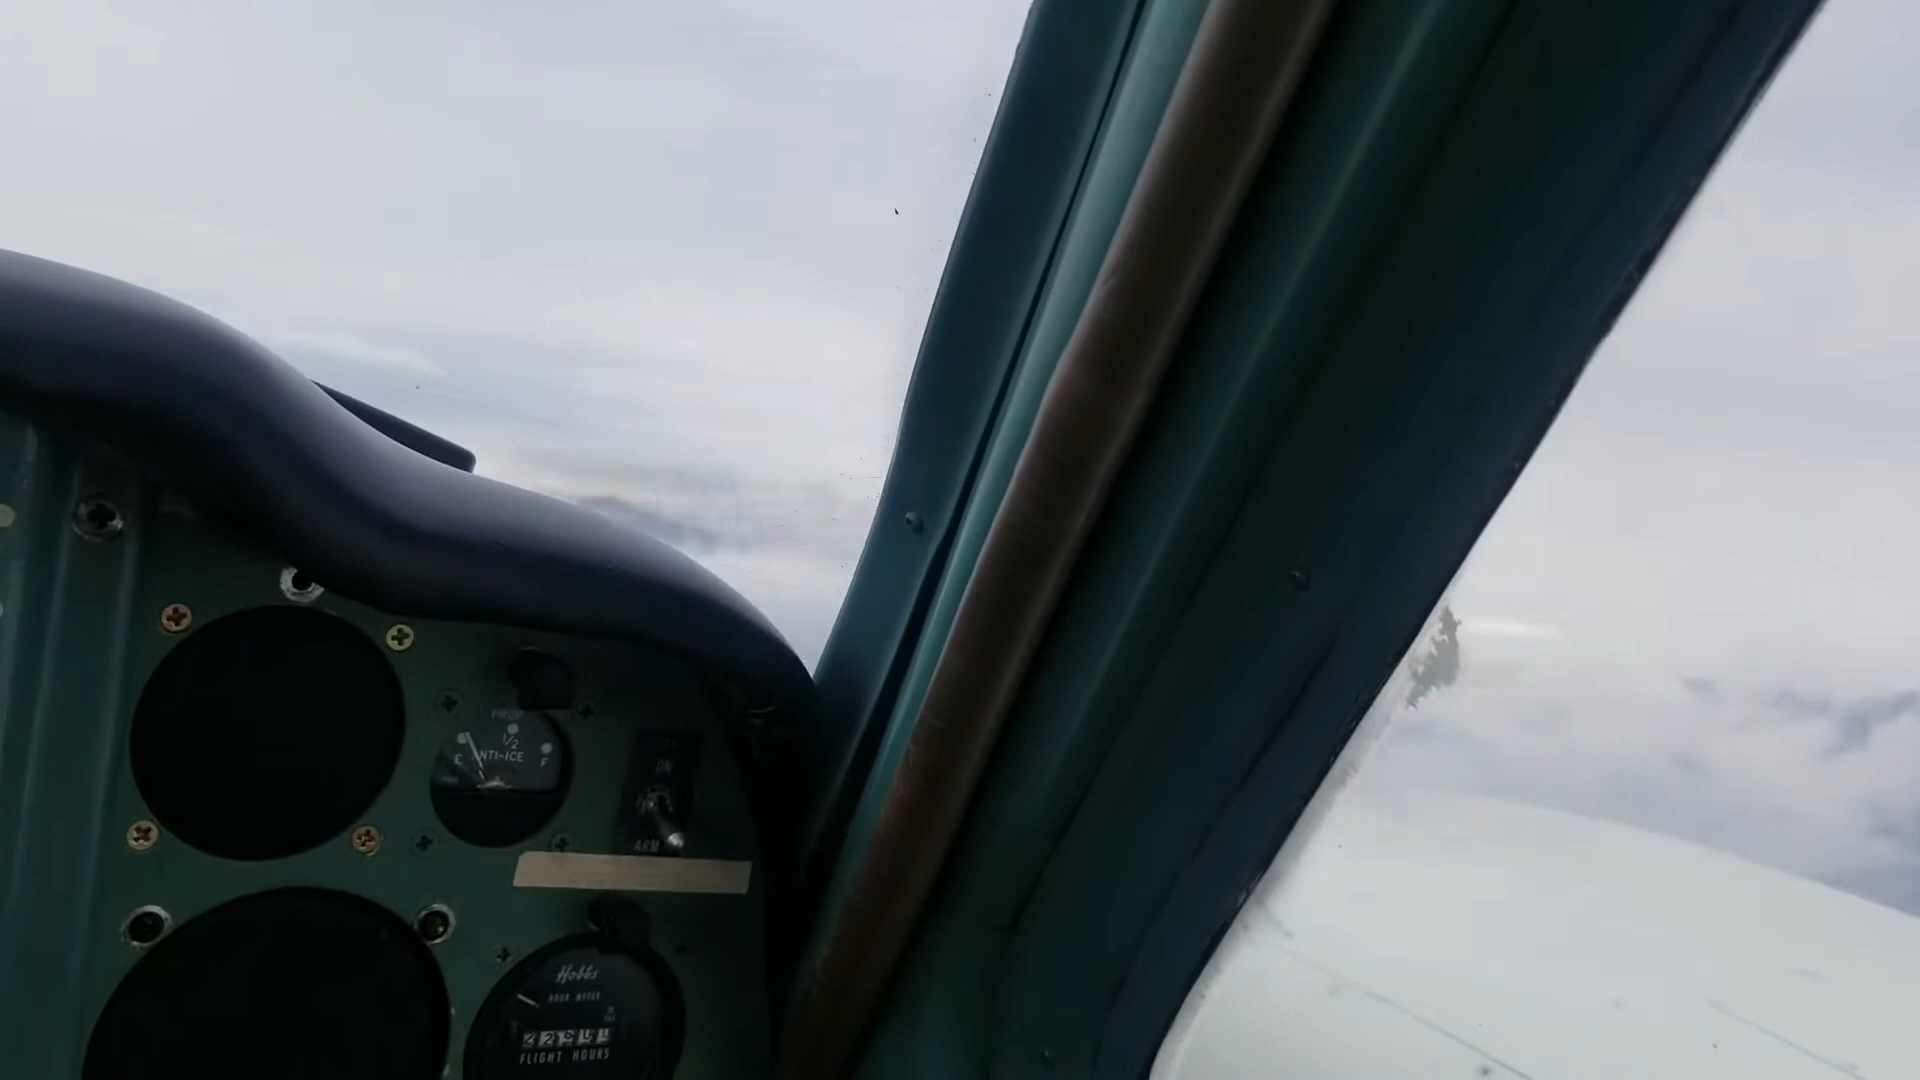 PROP
1/2
ANTI-ICE
E F
ON
ARM
Hobbs
HOUR METER
FLIGHT HOURS